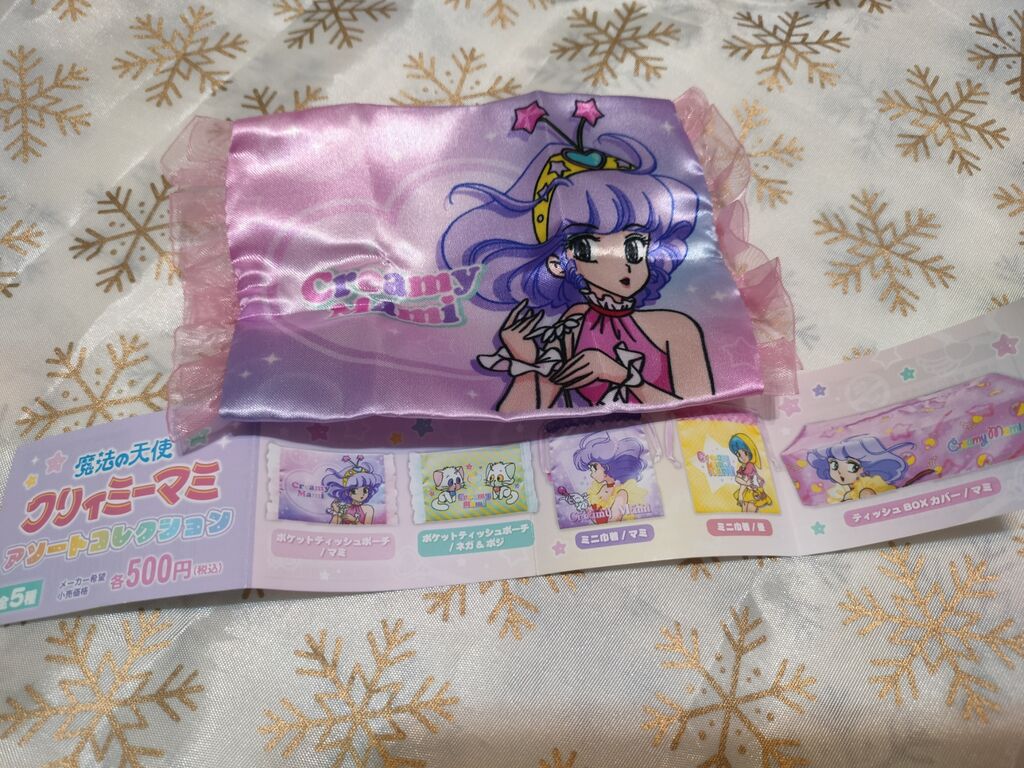 Creamy
Mami
魔法の天使
クリィミーマミ
アソートコレクション
全5種
メーカー希望
小売価格
各500円(税込)
Creamy
Mami
ポケットティッシュポーチ
/マミ
Creamy
Mami
ポケットティッシュポーチ
/ネガ&ポジ
Creamy Mami
ミニ巾着/マミ
ミニ巾着/優
Creamy Mami
ティッシュBOXカバー/マミ